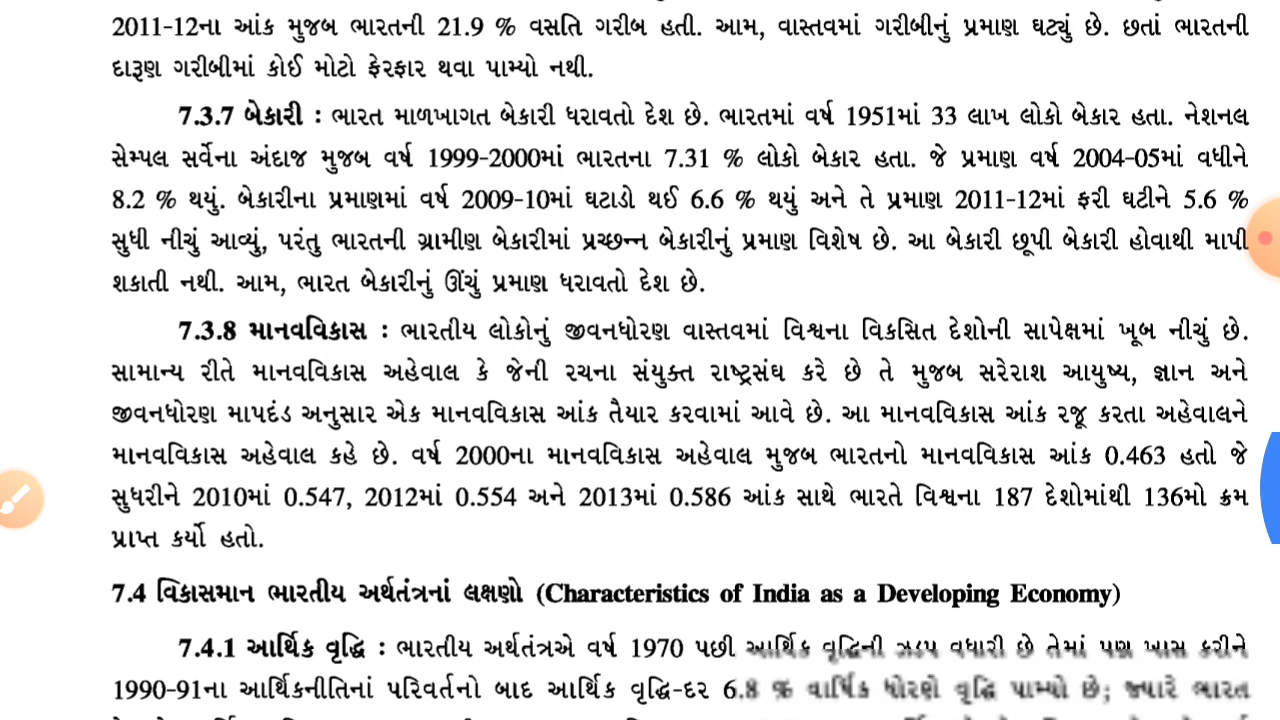 2011-12ના આંક મુજબ ભારતની 21.9 % વસતિ ગરીબ હતી. આમ, વાસ્તવમાં ગરીબીનું પ્રમાણ ઘટ્યું છે. છતાં ભારતની
દારૂણ ગરીબીમાં કોઈ મોટો ફેરફાર થવા પામ્યો નથી.
7.3.7 બેકારી : ભારત માળખાગત બેકારી ધરાવતો દેશ છે. ભારતમાં વર્ષ 1951માં 33 લાખ લોકો બેકાર હતા. નેશનલ
સેમ્પલ સર્વેના અંદાજ મુજબ વર્ષ 1999-2000માં ભારતના 7.31 % લોકો બેકાર હતા. જે પ્રમાણ વર્ષ 2004-05માં વધીને
8.2 % થયું. બેકારીના પ્રમાણમાં વર્ષ 2009-10માં ઘટાડો થઈ 6.6 % થયું અને તે પ્રમાણ 2011-12માં ફરી ઘટીને 5.6 %
સુધી નીચું આવ્યું, પરંતુ ભારતની ગ્રામીણ બેકારીમાં પ્રચ્છન્ન બેકારીનું પ્રમાણ વિશેષ છે. આ બેકારી છૂપી બેકારી હોવાથી માપી
શકાતી નથી. આમ, ભારત બેકારીનું ઊંચું પ્રમાણ ધરાવતો દેશ છે.
7.3.8 માનવવિકાસ : ભારતીય લોકોનું જીવનધોરણ વાસ્તવમાં વિશ્વના વિકસિત દેશોની સાપેક્ષમાં ખૂબ નીચું છે.
સામાન્ય રીતે માનવવિકાસ અહેવાલ કે જેની રચના સંયુક્ત રાષ્ટ્રસંઘ કરે છે તે મુજબ સરેરાશ આયુષ્ય, જ્ઞાન અને
જીવનધોરણ માપદંડ અનુસાર એક માનવવિકાસ આંક તૈયાર કરવામાં આવે છે. આ માનવવિકાસ આંક રજૂ કરતા અહેવાલને
માનવવિકાસ અહેવાલ કહે છે. વર્ષ 2000ના માનવવિકાસ અહેવાલ મુજબ ભારતનો માનવવિકાસ આંક 0.463 હતો જે
સુધરીને 2010માં 0.547, 2012માં 0.554 અને 2013માં 0.586 આંક સાથે ભારતે વિશ્વના 187 દેશોમાંથી 136મો ક્રમ
પ્રાપ્ત કર્યો હતો.
7.4 વિકાસમાન ભારતીય અર્થતંત્રનાં લક્ષણો (Characteristics of India as a Developing Economy)
7.4.1 આર્થિક વૃદ્ધિ : ભારતીય અર્થતંત્રએ વર્ષ 1970 પછી આર્થિક વૃદ્ધિની ઝડપ વધારી છે તેમાં પણ ખાસ કરીને
1990-91ના આર્થિકનીતિનાં પરિવર્તનો બાદ આર્થિક વૃદ્ધિ-દર 6.8 % વાર્ષિક ધોરણે વૃદ્ધિ પામ્યો છે; જ્યારે ભારત